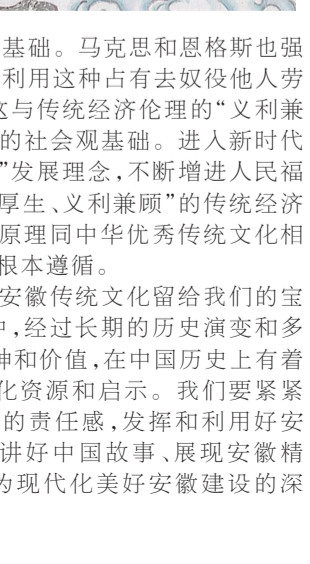 基础。马克思和恩格斯也强
利用这种占有去奴役他人劳
这与传统经济伦理的“义利兼
的社会观基础。进入新时代
”发展理念,不断增进人民福
厚生、义利兼顾”的传统经济
原理同中华优秀传统文化相
根本遵循。
安徽传统文化留给我们的宝
中,经过长期的历史演变和多
神和价值,在中国历史上有着
化资源和启示。我们要紧紧
的责任感,发挥和利用好安
讲好中国故事、展现安徽精
为现代化美好安徽建设的深